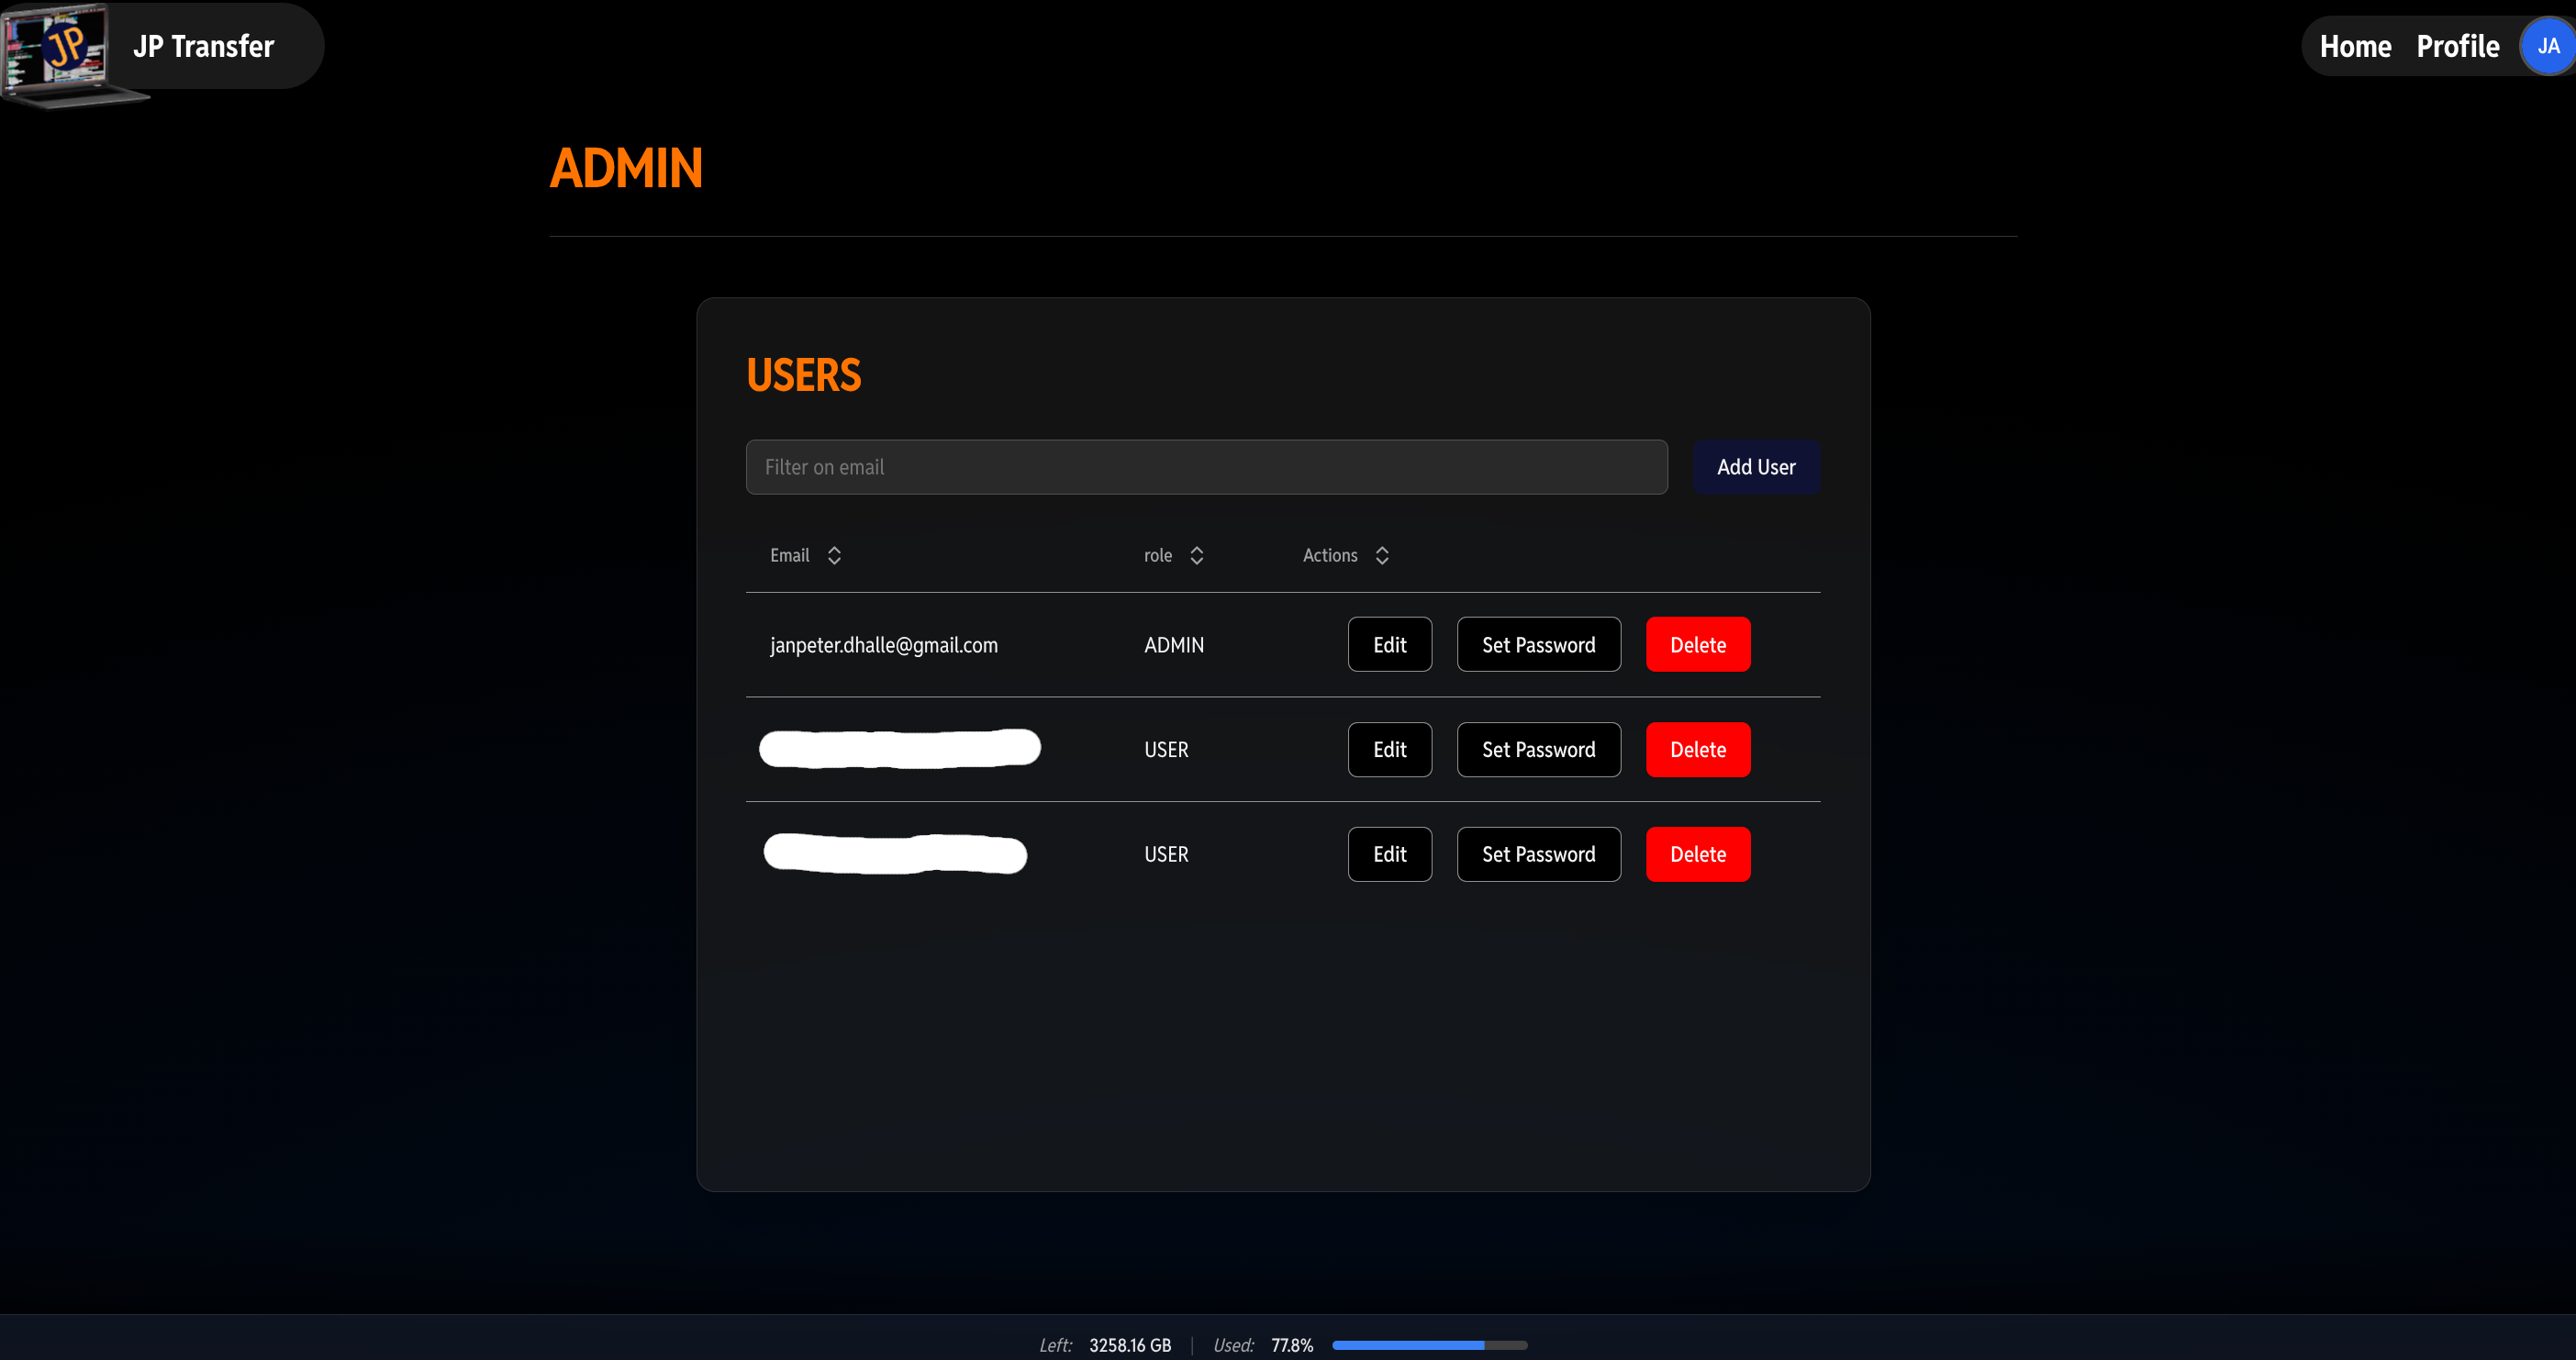 JP JP Transfer
Home Profile JA
ADMIN
USERS
Filter on email Add User
Email role Actions
janpeter.dhalle@gmail.com ADMIN Edit Set Password Delete
USER Edit Set Password Delete
USER Edit Set Password Delete
Left: 3258.16 GB | Used: 77.8%